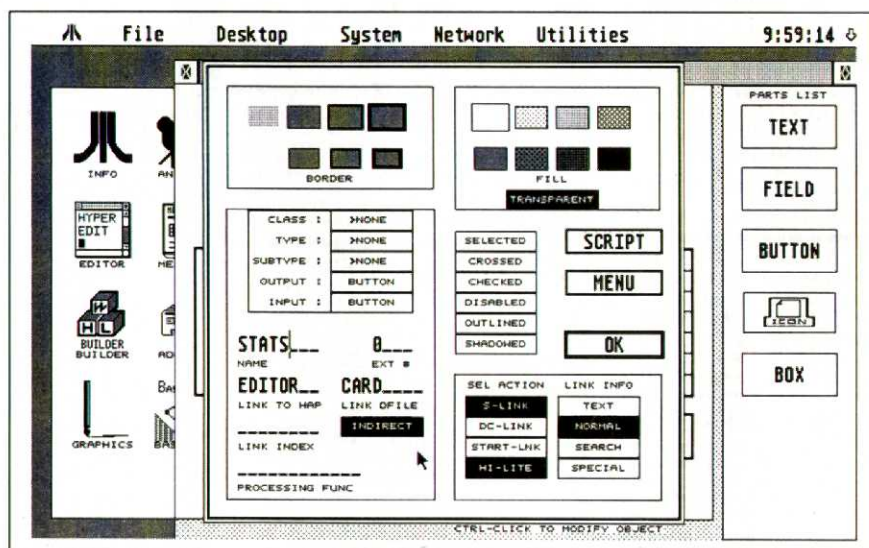 File Desktop System Network Utilities 9:59:14
INFO
HYPER
EDIT
EDITOR
BUILDER
BUILDER
GRAPHICS
BORDER
FILL
TRANSPARENT
CLASS : >NONE
TYPE : >NONE
SUBTYPE : >NONE
OUTPUT : BUTTON
INPUT : BUTTON
SELECTED
CROSSED
CHECKED
DISABLED
OUTLINED
SHADOWED
SCRIPT
MENU
OK
STATS___ 0___
NAME EXT #
EDITOR__ CARD____
LINK TO HAP LINK DFILE
INDIRECT
LINK INDEX
PROCESSING FUNC
SEL ACTION LINK INFO
S-LINK TEXT
DC-LINK NORMAL
START-LNK SEARCH
HI-LITE SPECIAL
PARTS LIST
TEXT
FIELD
BUTTON
ICON
BOX
CTRL-CLICK TO MODIFY OBJECT